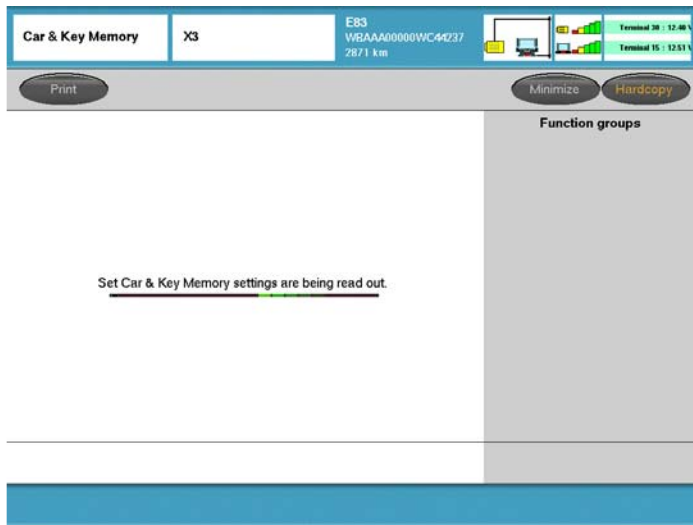 Car & Key Memory
X3
E83
WBAAA00000WC44237
2871 km
Terminal 30 : 12.40 V
Terminal 15 : 12.51 V
Print
Minimize
Hardcopy
Function groups
Set Car & Key Memory settings are being read out.